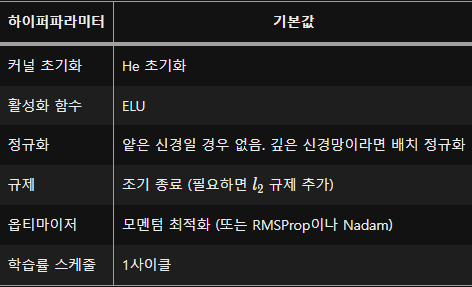 하이퍼파라미터 기본값
커널 초기화 He 초기화
활성화 함수 ELU
정규화 얕은 신경일 경우 없음. 깊은 신경망이라면 배치 정규화
규제 조기 종료 (필요하면 l₂ 규제 추가)
옵티마이저 모멘텀 최적화 (또는 RMSProp이나 Nadam)
학습률 스케줄 1사이클